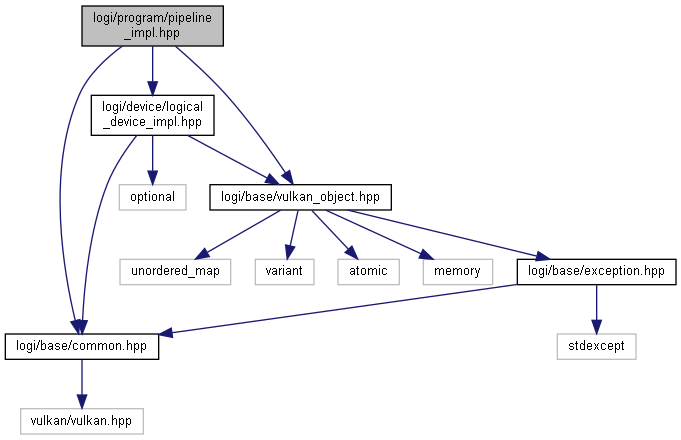 logi/program/pipeline
_impl.hpp
logi/device/logical
_device_impl.hpp
optional
logi/base/vulkan_object.hpp
unordered_map
variant
atomic
memory
logi/base/exception.hpp
logi/base/common.hpp
stdexcept
vulkan/vulkan.hpp